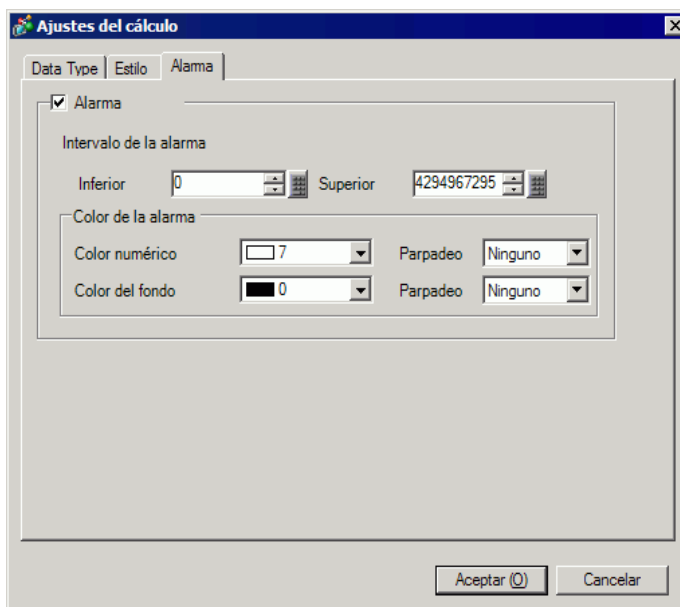 Ajustes del cálculo
Data Type Estilo Alarma
Alarma
Intervalo de la alarma
Inferior 0 Superior 4294967295
Color de la alarma
Color numérico 7 Parpadeo Ninguno
Color del fondo 0 Parpadeo Ninguno
Aceptar (O) Cancelar